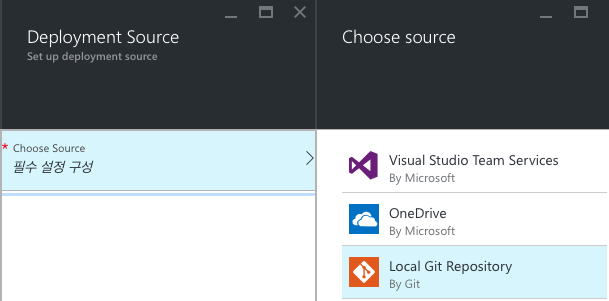 Deployment Source
Set up deployment source
* Choose Source
필수 설정 구성
Choose source
Visual Studio Team Services
By Microsoft
OneDrive
By Microsoft
Local Git Repository
By Git